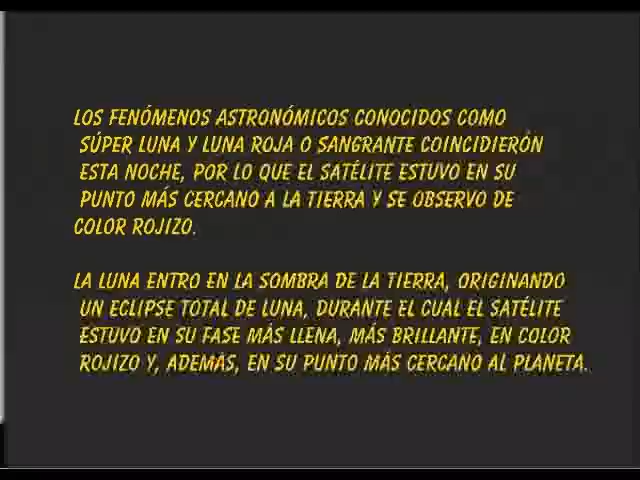 LOS FENÓMENOS ASTRONÓMICOS CONOCIDOS COMO
SÚPER LUNA Y LUNA ROJA O SANGRANTE COINCIDIERÓN
ESTA NOCHE, POR LO QUE EL SATÉLITE ESTUVO EN SU
PUNTO MÁS CERCANO A LA TIERRA Y SE OBSERVO DE
COLOR ROJIZO.
LA LUNA ENTRO EN LA SOMBRA DE LA TIERRA, ORIGINANDO
UN ECLIPSE TOTAL DE LUNA, DURANTE EL CUAL EL SATÉLITE
ESTUVO EN SU FASE MÁS LLENA, MÁS BRILLANTE, EN COLOR
ROJIZO Y, ADEMÁS, EN SU PUNTO MÁS CERCANO AL PLANETA.